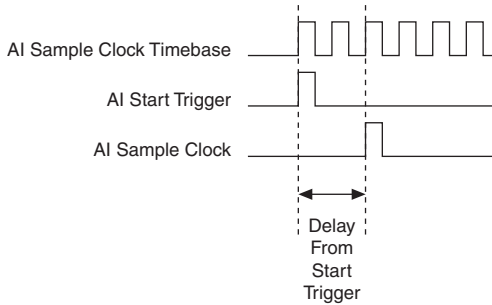 AI Sample Clock Timebase
AI Start Trigger
AI Sample Clock
Delay
From
Start
Trigger